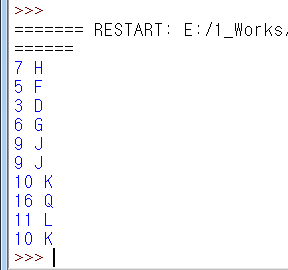 >>>
======= RESTART: E:/1_Works/
======
7 H
5 F
3 D
6 G
9 J
9 J
10 K
16 Q
11 L
10 K
>>>